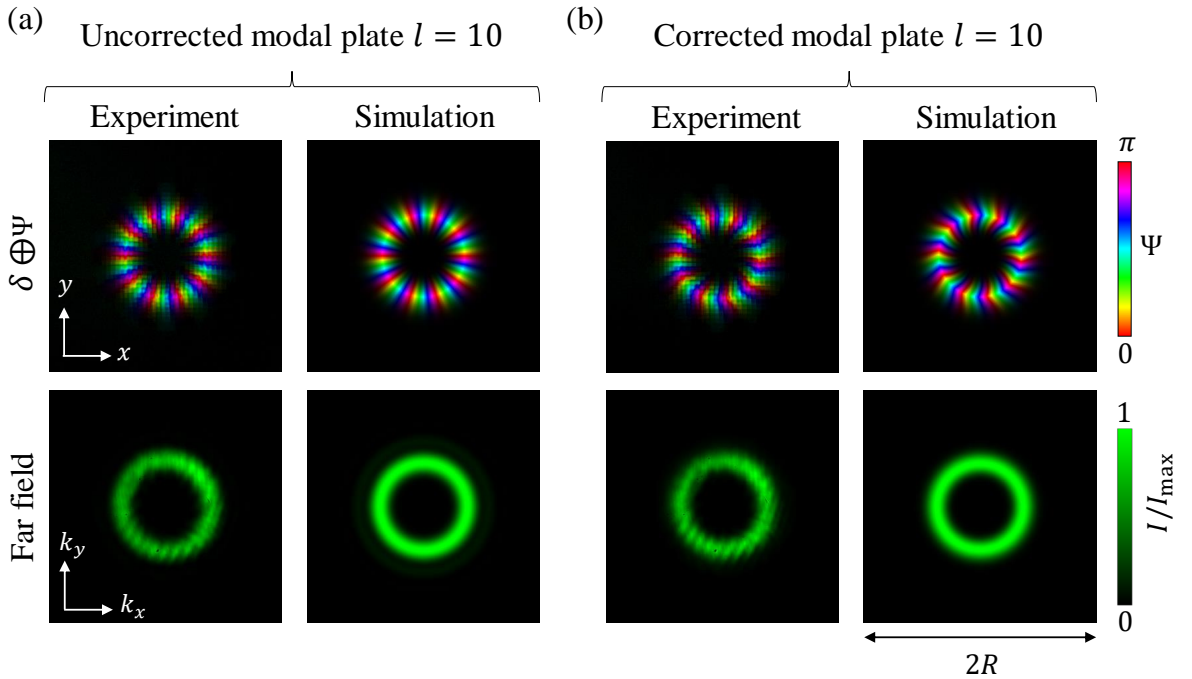 (a)
Uncorrected modal plate l = 10
(b)
Corrected modal plate l = 10
Experiment
Simulation
Experiment
Simulation
δ ⊕Ψ
y
x
π
Ψ
0
Far field
k_y
k_x
1
I/I_max
0
2R